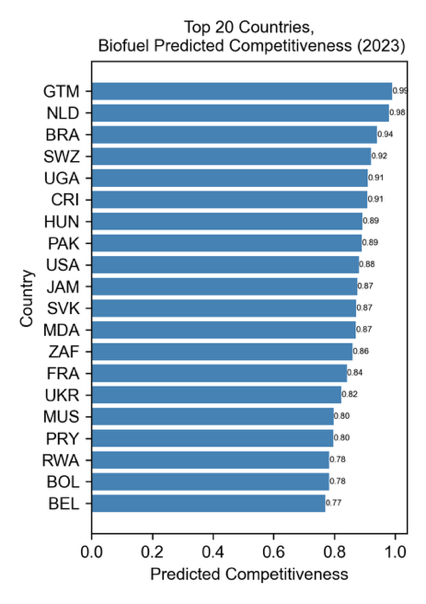 Top 20 Countries,
Biofuel Predicted Competitiveness (2023)
GTM 0.99
NLD 0.98
BRA 0.94
SWZ 0.92
UGA 0.91
CRI 0.91
HUN 0.89
PAK 0.89
USA 0.88
JAM 0.87
SVK 0.87
MDA 0.87
ZAF 0.86
FRA 0.84
UKR 0.82
MUS 0.80
PRY 0.80
RWA 0.78
BOL 0.78
BEL 0.77
Country
0.0 0.2 0.4 0.6 0.8 1.0
Predicted Competitiveness